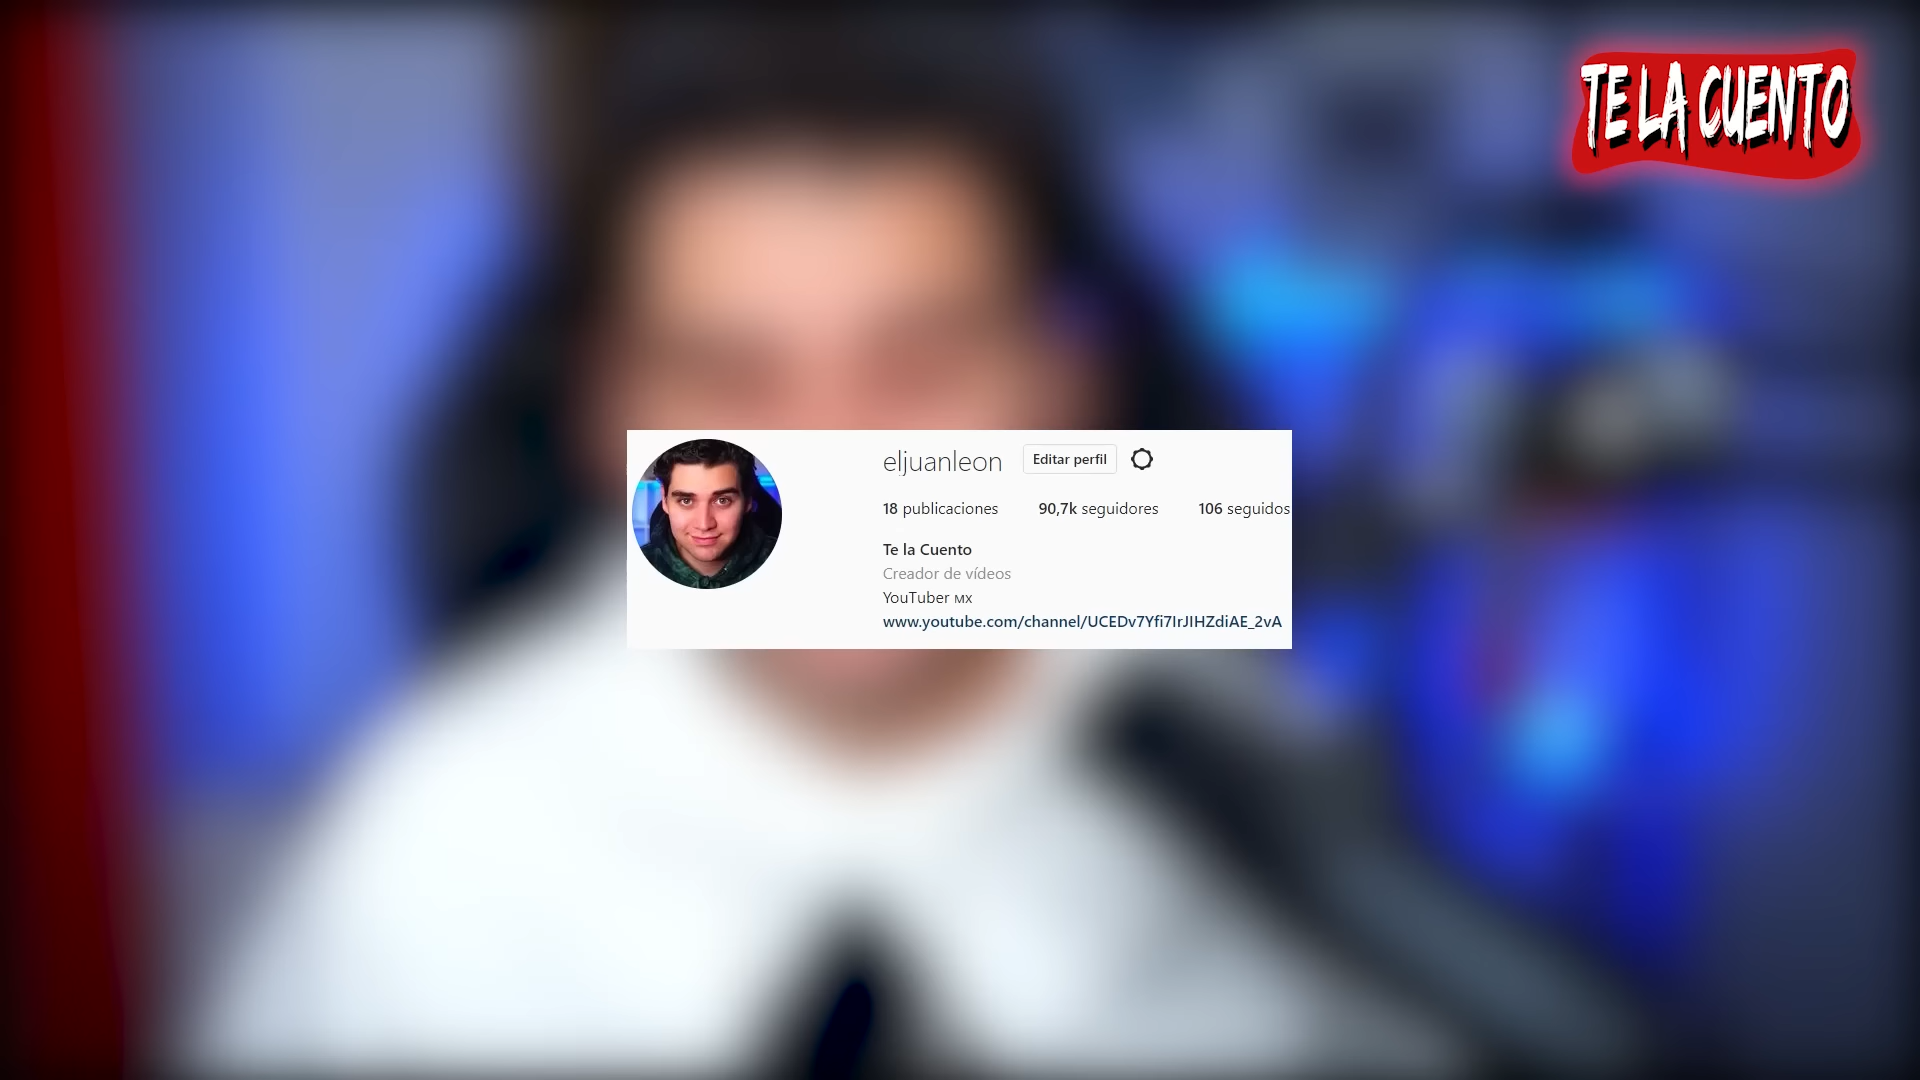 TE LA CUENTO
eljuanleon Editar perfil
18 publicaciones 90,7k seguidores 106 seguidos
Te la Cuento
Creador de vídeos
YouTuber MX
www.youtube.com/channel/UCEDv7Yfi7IrJIHZdiAE_2vA